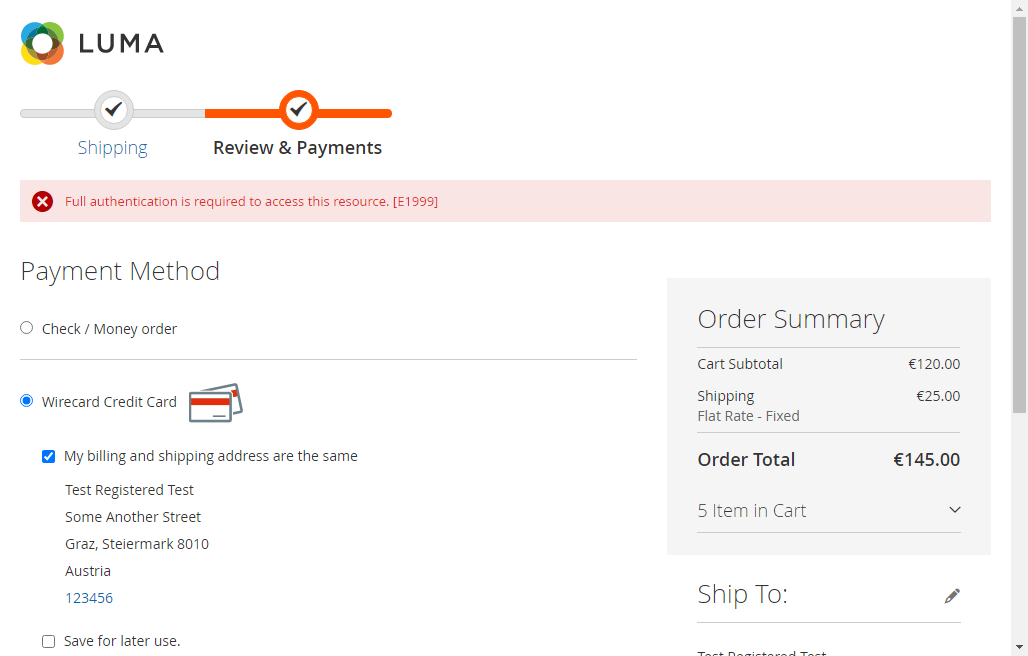 LUMA
Shipping
Review & Payments
Full authentication is required to access this resource. [E1999]
Payment Method
Check / Money order
Wirecard Credit Card
My billing and shipping address are the same
Test Registered Test
Some Another Street
Graz, Steiermark 8010
Austria
123456
Save for later use.
Order Summary
Cart Subtotal €120.00
Shipping €25.00
Flat Rate - Fixed
Order Total €145.00
5 Item in Cart
Ship To:
Test Registered Test